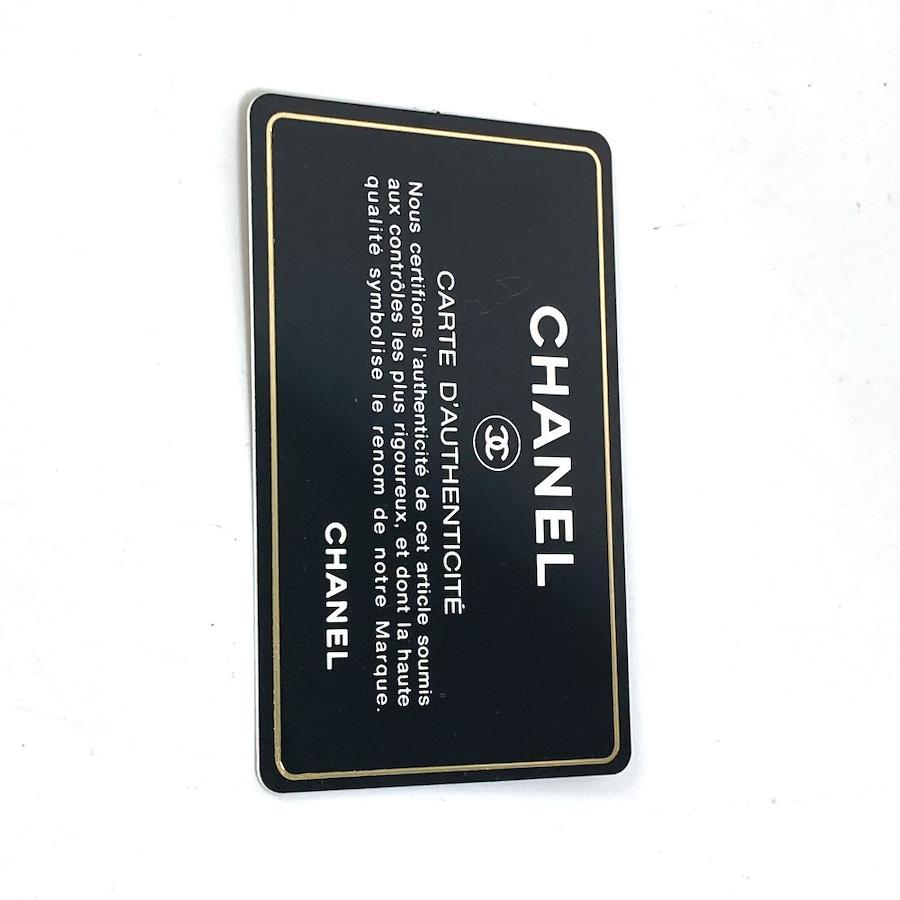 CHANEL
CARTE D'AUTHENTICITÉ
Nous certifions l'authenticité de cet article soumis
aux contrôles les plus rigoureux, et dont la haute
qualité symbolise le renom de notre Marque.
CHANEL